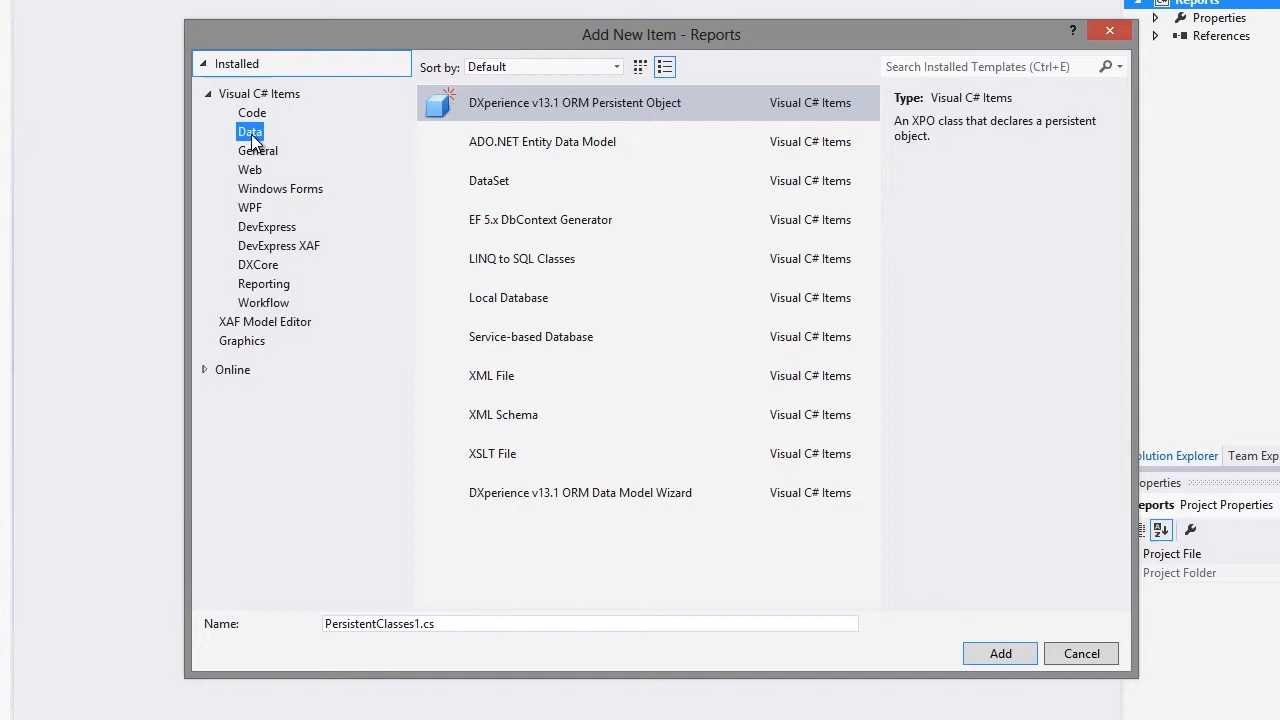 Add New Item - Reports
?
Installed
Sort by: Default
Search Installed Templates (Ctrl+E)
Visual C# Items
Code
Data
General
Web
Windows Forms
WPF
DevExpress
DevExpress XAF
DXCore
Reporting
Workflow
XAF Model Editor
Graphics
Online
DXperience v13.1 ORM Persistent Object Visual C# Items
ADO.NET Entity Data Model Visual C# Items
DataSet Visual C# Items
EF 5.x DbContext Generator Visual C# Items
LINQ to SQL Classes Visual C# Items
Local Database Visual C# Items
Service-based Database Visual C# Items
XML File Visual C# Items
XML Schema Visual C# Items
XSLT File Visual C# Items
DXperience v13.1 ORM Data Model Wizard Visual C# Items
Type: Visual C# Items
An XPO class that declares a persistent
object.
Name: PersistentClasses1.cs
Add Cancel
Reports
Properties
References
olution Explorer Team Exp
operties
eports Project Properties
Project File
Project Folder